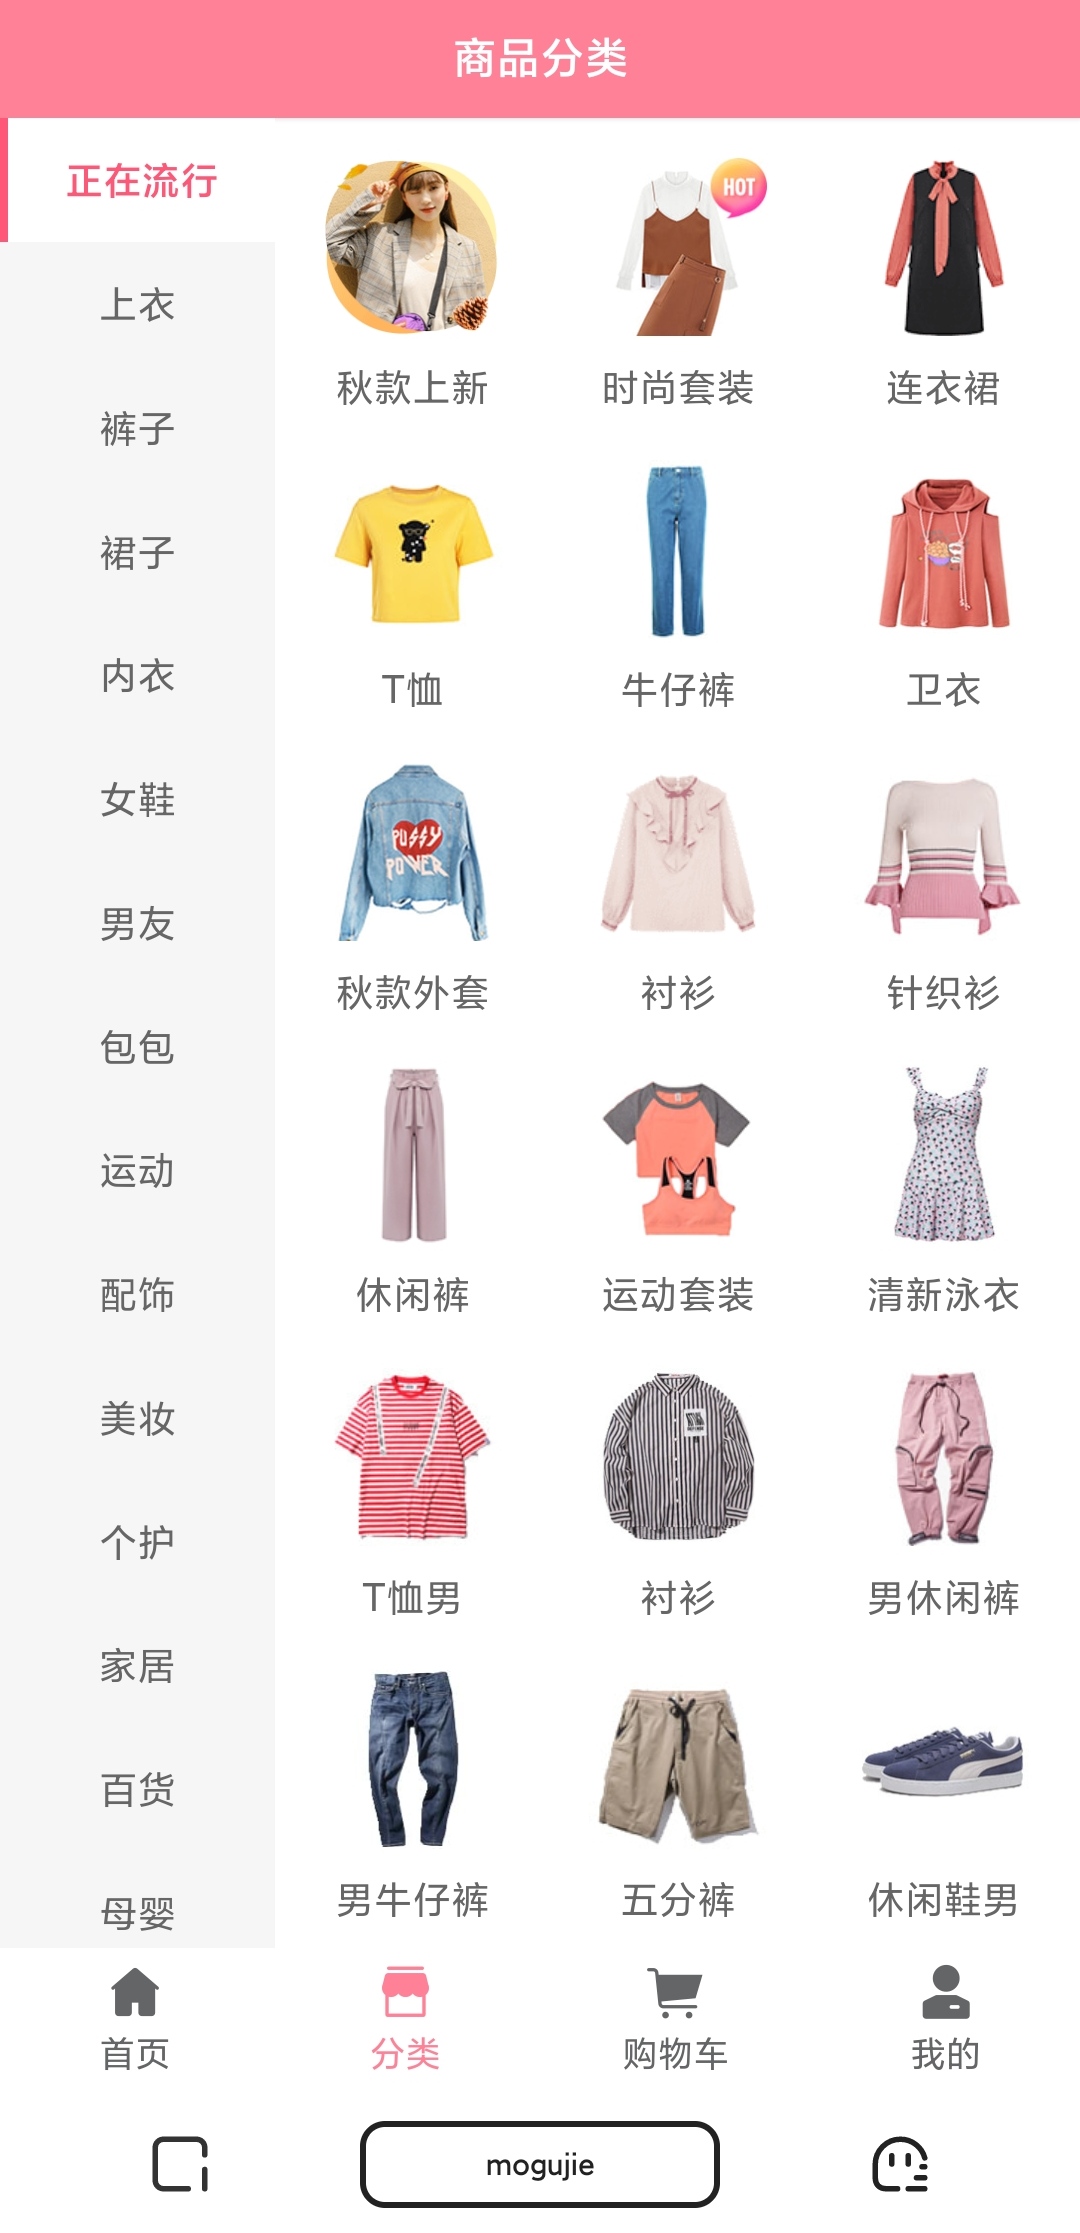 商品分类
正在流行
上衣
裤子
裙子
内衣
女鞋
男友
包包
运动
配饰
美妆
个护
家居
百货
母婴
HOT
秋款上新
时尚套装
连衣裙
T恤
牛仔裤
卫衣
PUSSY
POWER
秋款外套
衬衫
针织衫
休闲裤
运动套装
清新泳衣
T恤男
衬衫
男休闲裤
男牛仔裤
五分裤
休闲鞋男
首页
分类
购物车
我的
mogujie